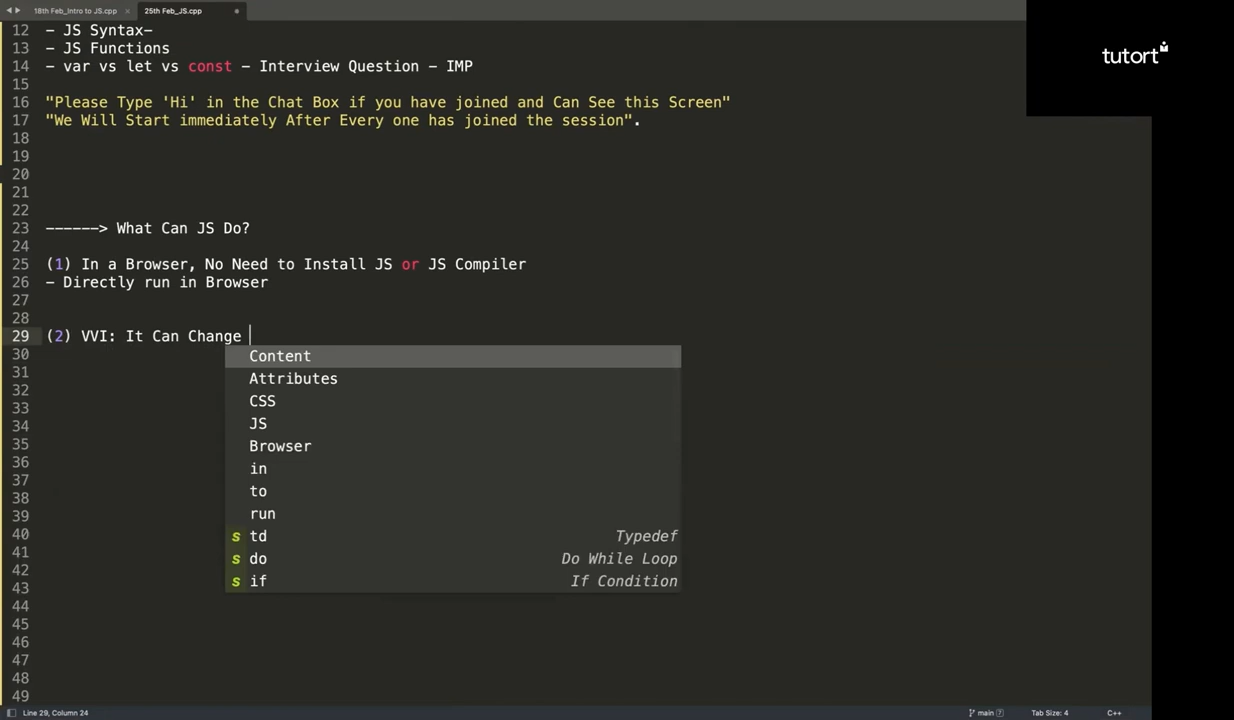 18th Feb_Intro to JS.cpp
25th Feb_JS.cpp
tutort
12 - JS Syntax-
13 - JS Functions
14 - var vs let vs const - Interview Question - IMP
15
16 "Please Type 'Hi' in the Chat Box if you have joined and Can See this Screen"
17 "We Will Start immediately After Every one has joined the session".
18
19
20
21
22
23 ------> What Can JS Do?
24
25 (1) In a Browser, No Need to Install JS or JS Compiler
26 - Directly run in Browser
27
28
29 (2) VVI: It Can Change
30 Content
31 Attributes
32 CSS
33 JS
34 Browser
35 in
36 to
37 run
38
39
40 s td Typedef
41 s do Do While Loop
42 s if If Condition
43
44
45
46
47
48
49
Line 29, Column 24
main
Tab Size: 4
C++